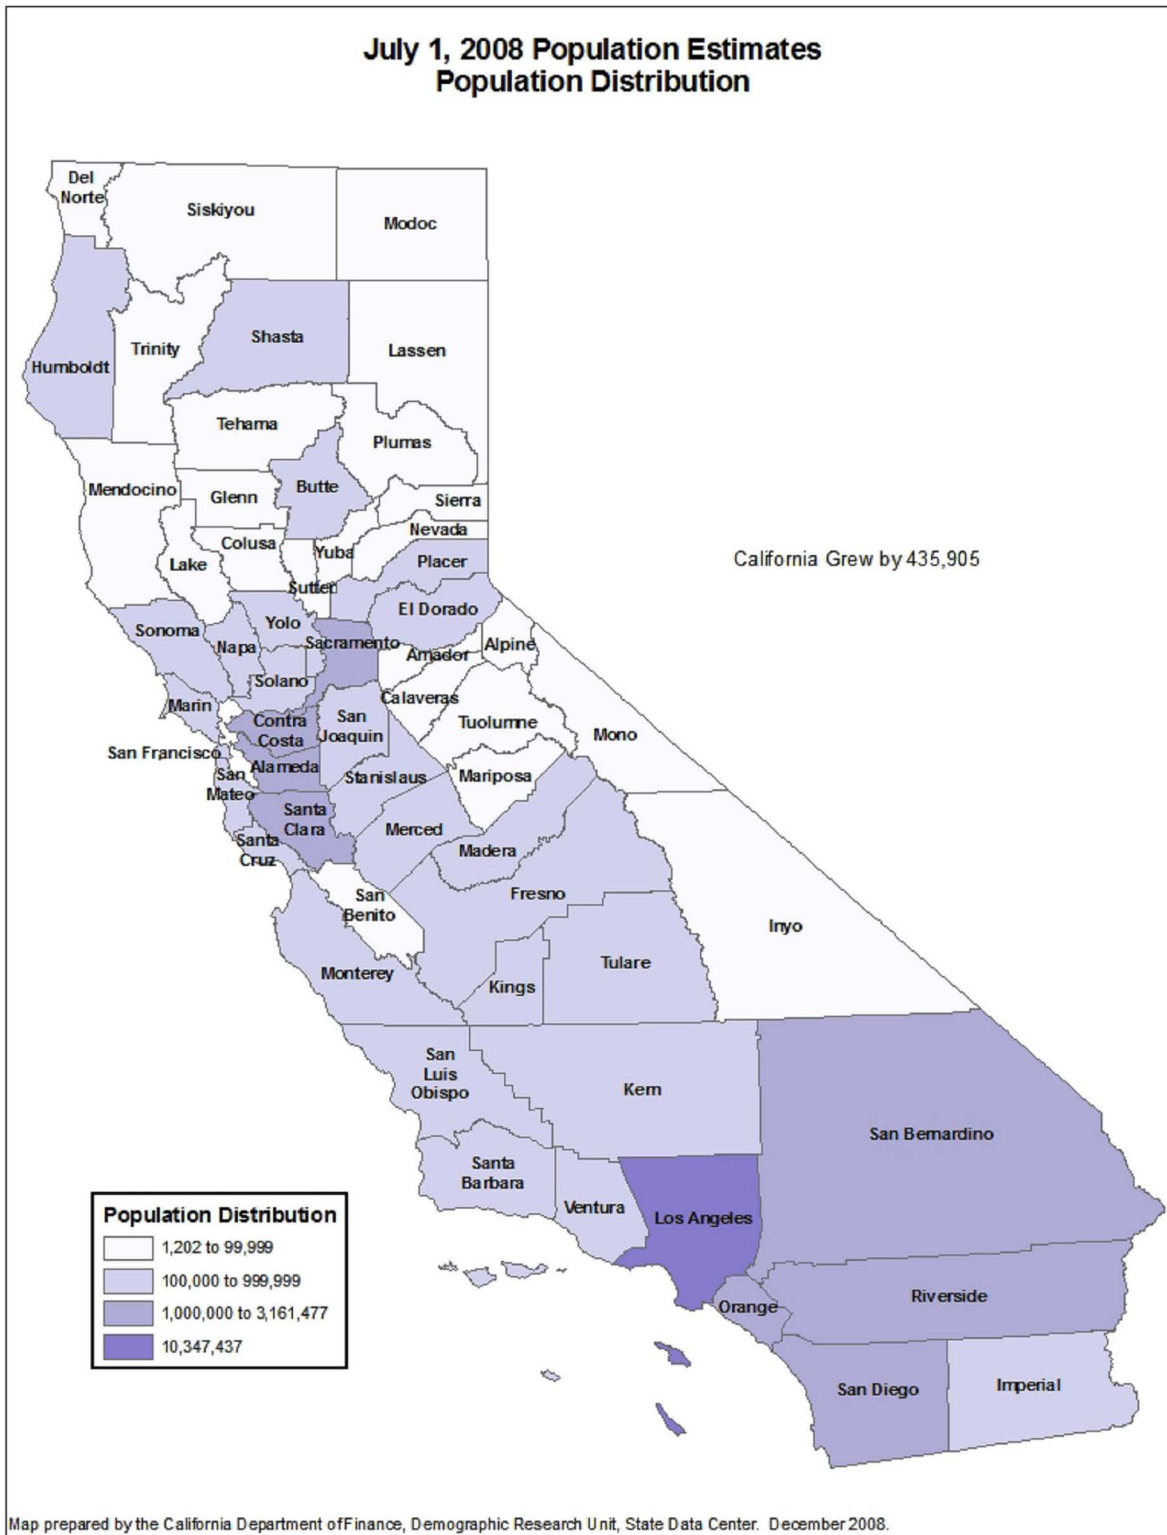 July 1, 2008 Population Estimates
Population Distribution
Del
Norte
Siskiyou
Modoc
Humboldt
Trinity
Shasta
Lassen
Tehama
Plumas
Mendocino
Glenn
Butte
Sierra
Nevada
Lake
Colusa
Yuba
Placer
Sutter
California Grew by 435,905
El Dorado
Sonoma
Napa
Yolo
Sacramento
Amador
Alpine
Solano
Marin
Calaveras
Contra
Costa
San
Joaquin
Tuolumne
Mono
San Francisco
Alameda
Stanislaus
Mariposa
San
Mateo
Santa
Clara
Merced
Santa
Cruz
Madera
Fresno
San
Benito
Inyo
Monterey
Kings
Tulare
San
Luis
Obispo
Kern
San Bernardino
Santa
Barbara
Ventura
Los Angeles
Orange
Riverside
San Diego
Imperial
Population Distribution
1,202 to 99,999
100,000 to 999,999
1,000,000 to 3,161,477
10,347,437
Map prepared by the California Department of Finance, Demographic Research Unit, State Data Center. December 2008.